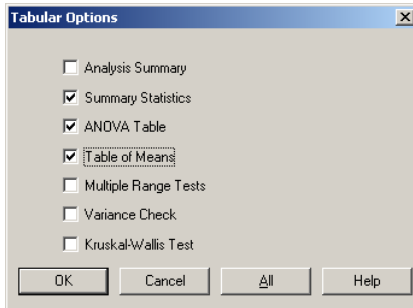 Tabular Options
Analysis Summary
Summary Statistics
ANOVA Table
Table of Means
Multiple Range Tests
Variance Check
Kruskal-Wallis Test
OK Cancel All Help